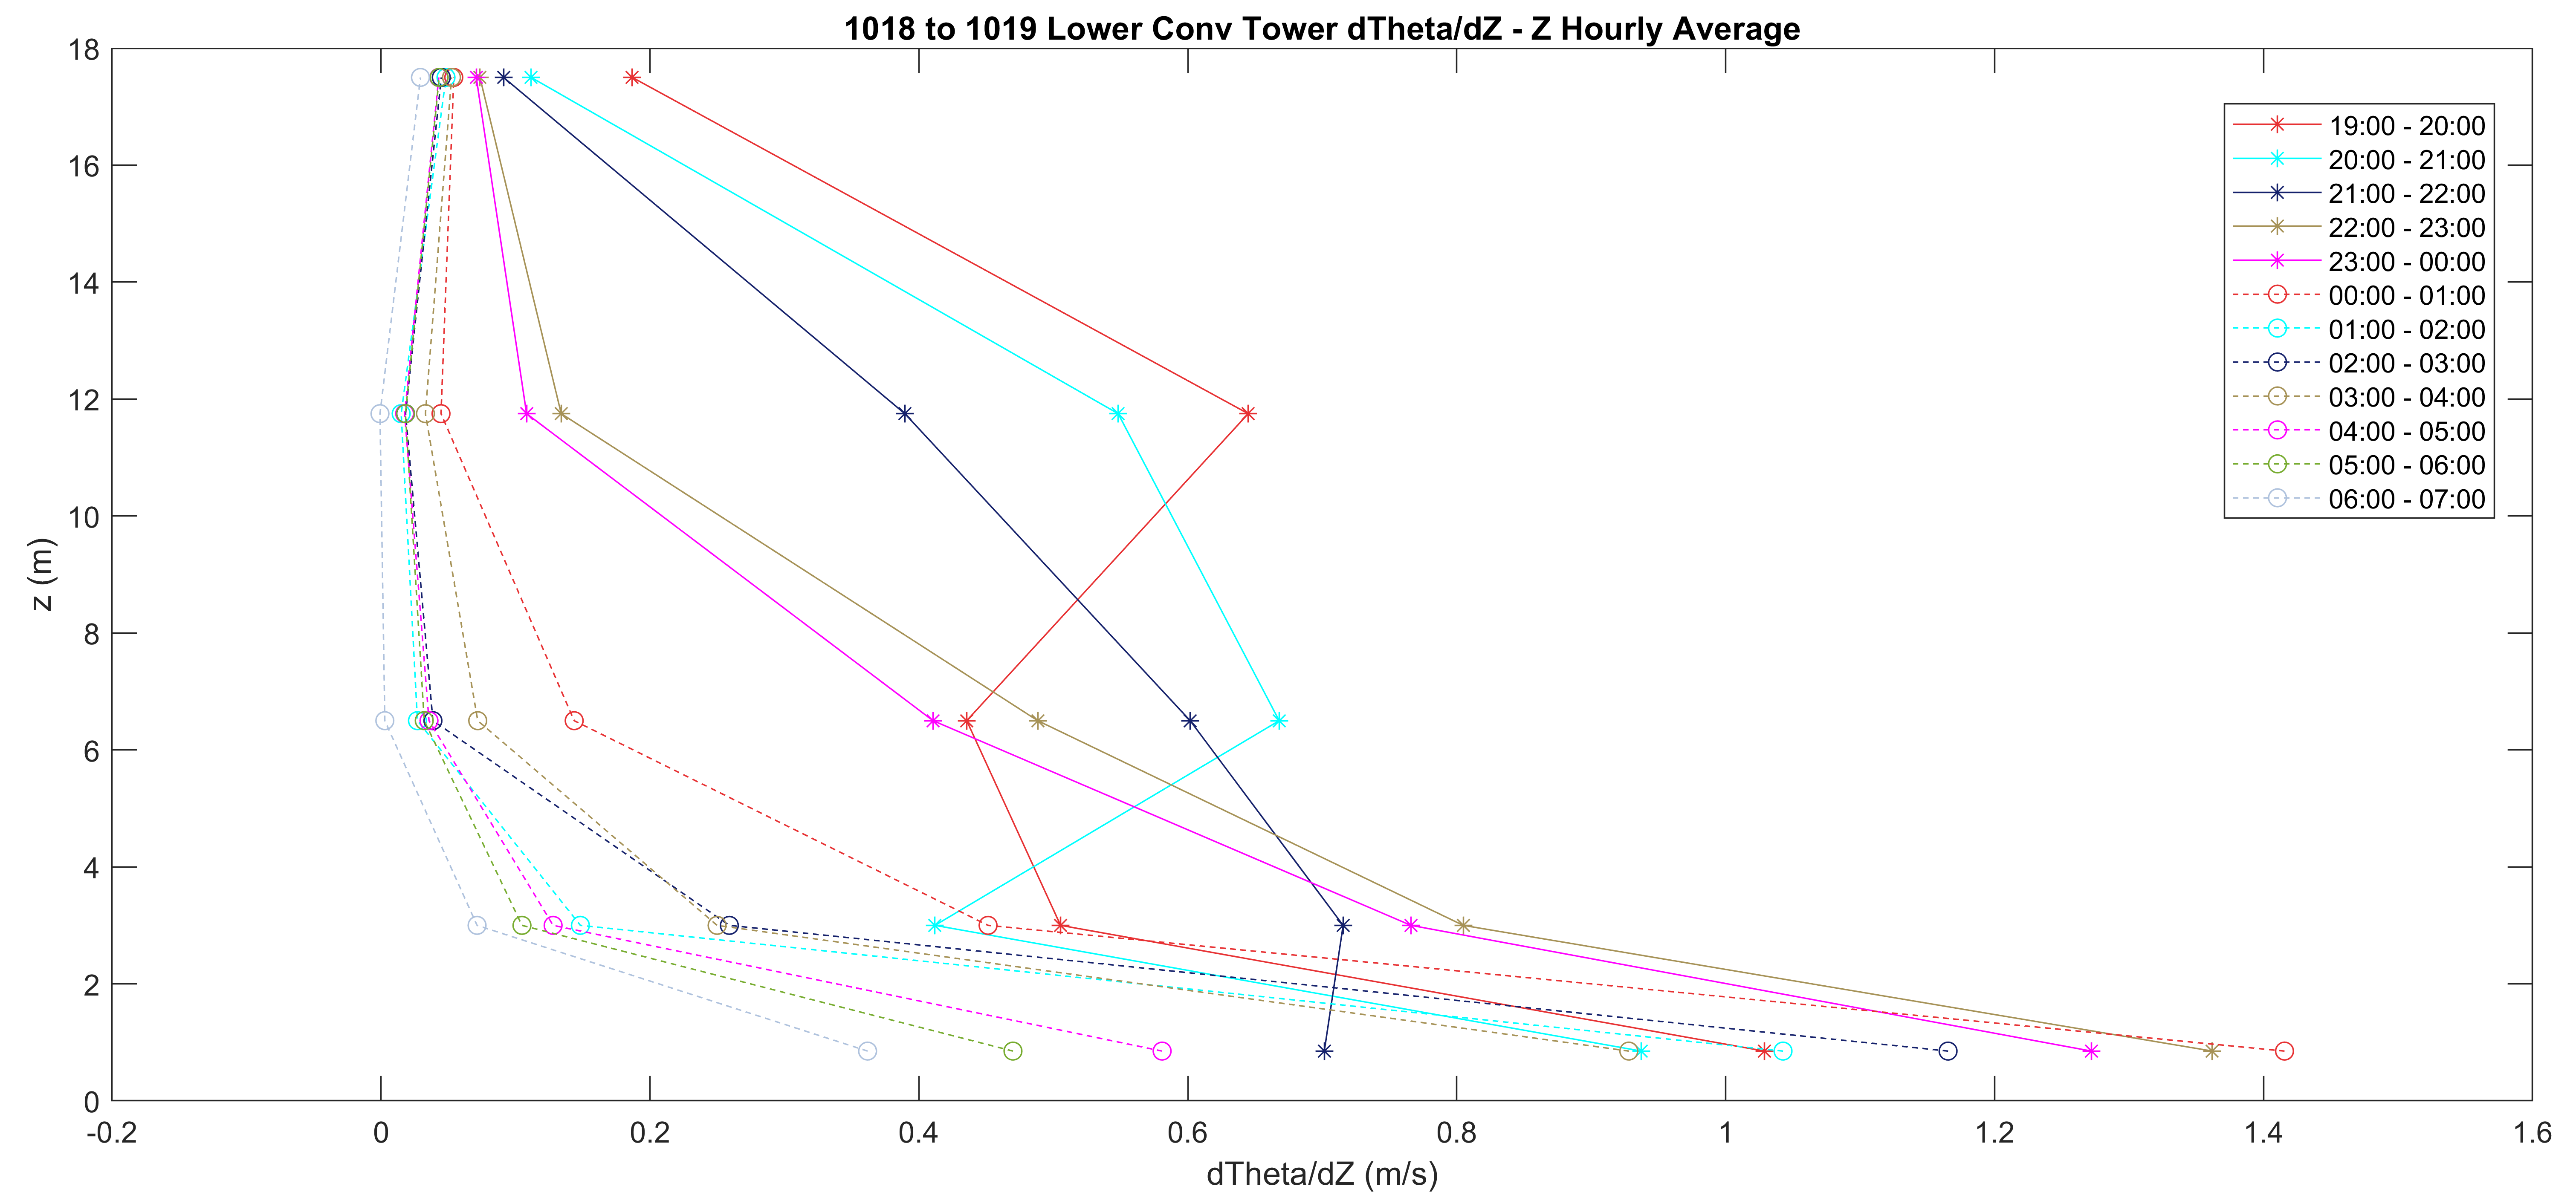 1018 to 1019 Lower Conv Tower dTheta/dZ - Z Hourly Average
18
16
14
12
10
8
6
4
2
0
z (m)
-0.2 0 0.2 0.4 0.6 0.8 1 1.2 1.4 1.6
dTheta/dZ (m/s)
19:00 - 20:00
20:00 - 21:00
21:00 - 22:00
22:00 - 23:00
23:00 - 00:00
00:00 - 01:00
01:00 - 02:00
02:00 - 03:00
03:00 - 04:00
04:00 - 05:00
05:00 - 06:00
06:00 - 07:00